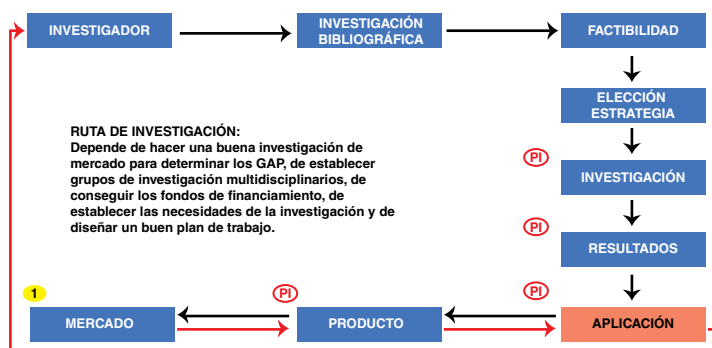 INVESTIGADOR
INVESTIGACIÓN
BIBLIOGRÁFICA
FACTIBILIDAD
ELECCIÓN
ESTRATEGIA
RUTA DE INVESTIGACIÓN:
Depende de hacer una buena investigación de
mercado para determinar los GAP, de establecer
grupos de investigación multidisciplinarios, de
conseguir los fondos de financiamiento, de
establecer las necesidades de la investigación y de
diseñar un buen plan de trabajo.
PI
INVESTIGACIÓN
PI
RESULTADOS
1
PI
PI
MERCADO
PRODUCTO
APLICACIÓN